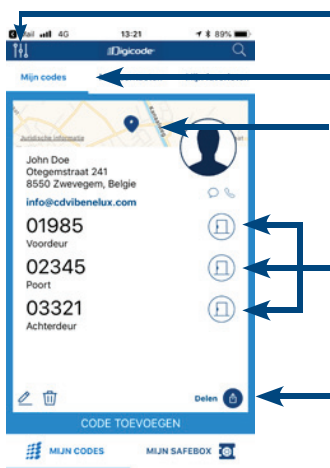 Mail 4G 13:21 89%
Digicode
Mijn codes
Juridische informatie
John Doe
Otegemstraat 241
8550 Zwevegem, Belgie
info@cdvibenelux.com
01985
Voordeur
02345
Poort
03321
Achterdeur
Delen
CODE TOEVOEGEN
MIJN CODES MIJN SAFEBOX